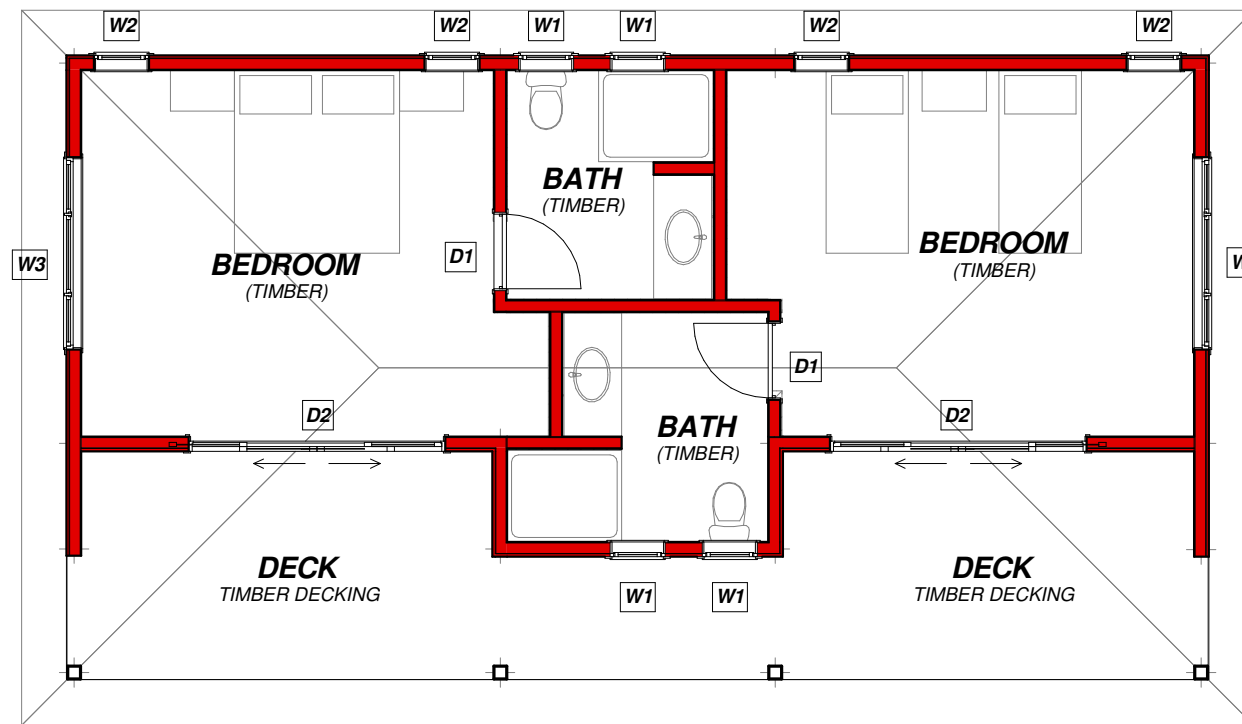 W2
W2
W1
W1
W2
W2
BATH
(TIMBER)
BEDROOM
(TIMBER)
D1
BEDROOM
(TIMBER)
W3
W
D1
D2
D2
BATH
(TIMBER)
DECK
TIMBER DECKING
DECK
TIMBER DECKING
W1
W1